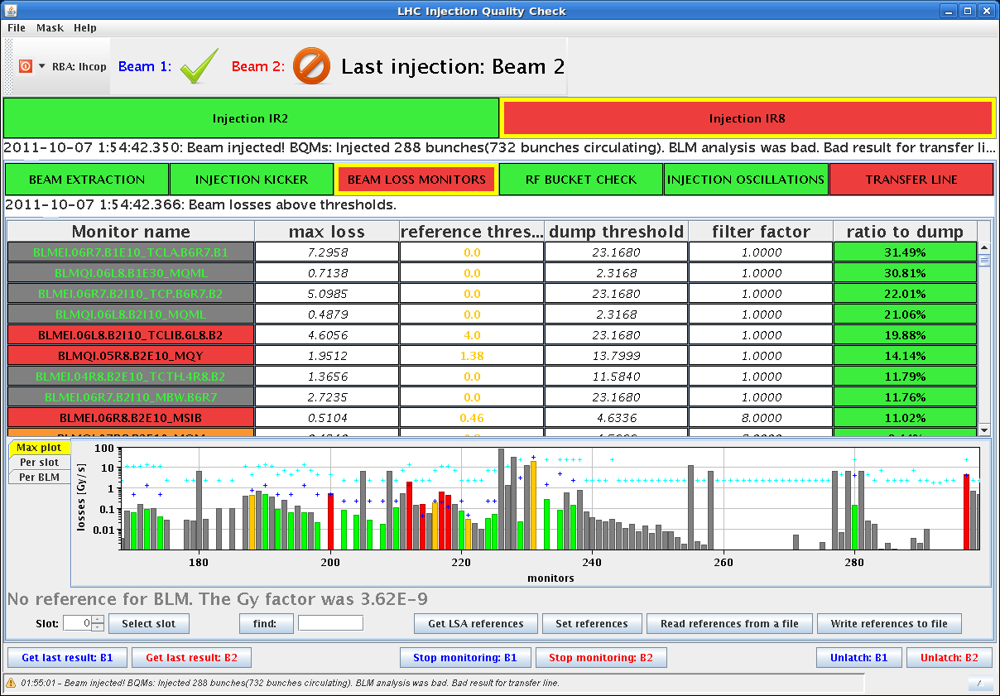 LHC Injection Quality Check
File Mask Help
RBA: lhcop Beam 1: Beam 2: Last injection: Beam 2
Injection IR2 Injection IR8
2011-10-07 1:54:42.350: Beam injected! BQMs: Injected 288 bunches(732 bunches circulating). BLM analysis was bad. Bad result for transfer li...
BEAM EXTRACTION INJECTION KICKER BEAM LOSS MONITORS RF BUCKET CHECK INJECTION OSCILLATIONS TRANSFER LINE
2011-10-07 1:54:42.366: Beam losses above thresholds.
Monitor name max loss reference thres... dump threshold filter factor ratio to dump
BLMEI.06R7.B1E10_TCLA.B6R7.B1 7.2958 0.0 23.1680 1.0000 31.49%
BLMQI.06L8.B1E30_MQML 0.7138 0.0 2.3168 1.0000 30.81%
BLMEI.06R7.B2I10_TCP.B6R7.B2 5.0985 0.0 23.1680 1.0000 22.01%
BLMQI.06L8.B2I10_MQML 0.4879 0.0 2.3168 1.0000 21.06%
BLMEI.06L8.B2I10_TCLIB.6L8.B2 4.6056 4.0 23.1680 1.0000 19.88%
BLMQI.05R8.B2E10_MQY 1.9512 1.38 13.7999 1.0000 14.14%
BLMEI.04R8.B2E10_TCTH.4R8.B2 1.3656 0.0 11.5840 1.0000 11.79%
BLMEI.06R7.B2I10_MBW.B6R7 2.7235 0.0 23.1680 1.0000 11.76%
BLMEI.06R8.B2E10_MSIB 0.5104 0.46 4.6336 8.0000 11.02%
Max plot
Per slot
Per BLM
losses [Gy/s]
100
10
1
0.1
0.01
180 200 220 240 260 280
monitors
No reference for BLM. The Gy factor was 3.62E-9
Slot: 0 Select slot find: Get LSA references Set references Read references from a file Write references to file
Get last result: B1 Get last result: B2 Stop monitoring: B1 Stop monitoring: B2 Unlatch: B1 Unlatch: B2
01:55:01 - Beam injected! BQMs: Injected 288 bunches(732 bunches circulating). BLM analysis was bad. Bad result for transfer line.